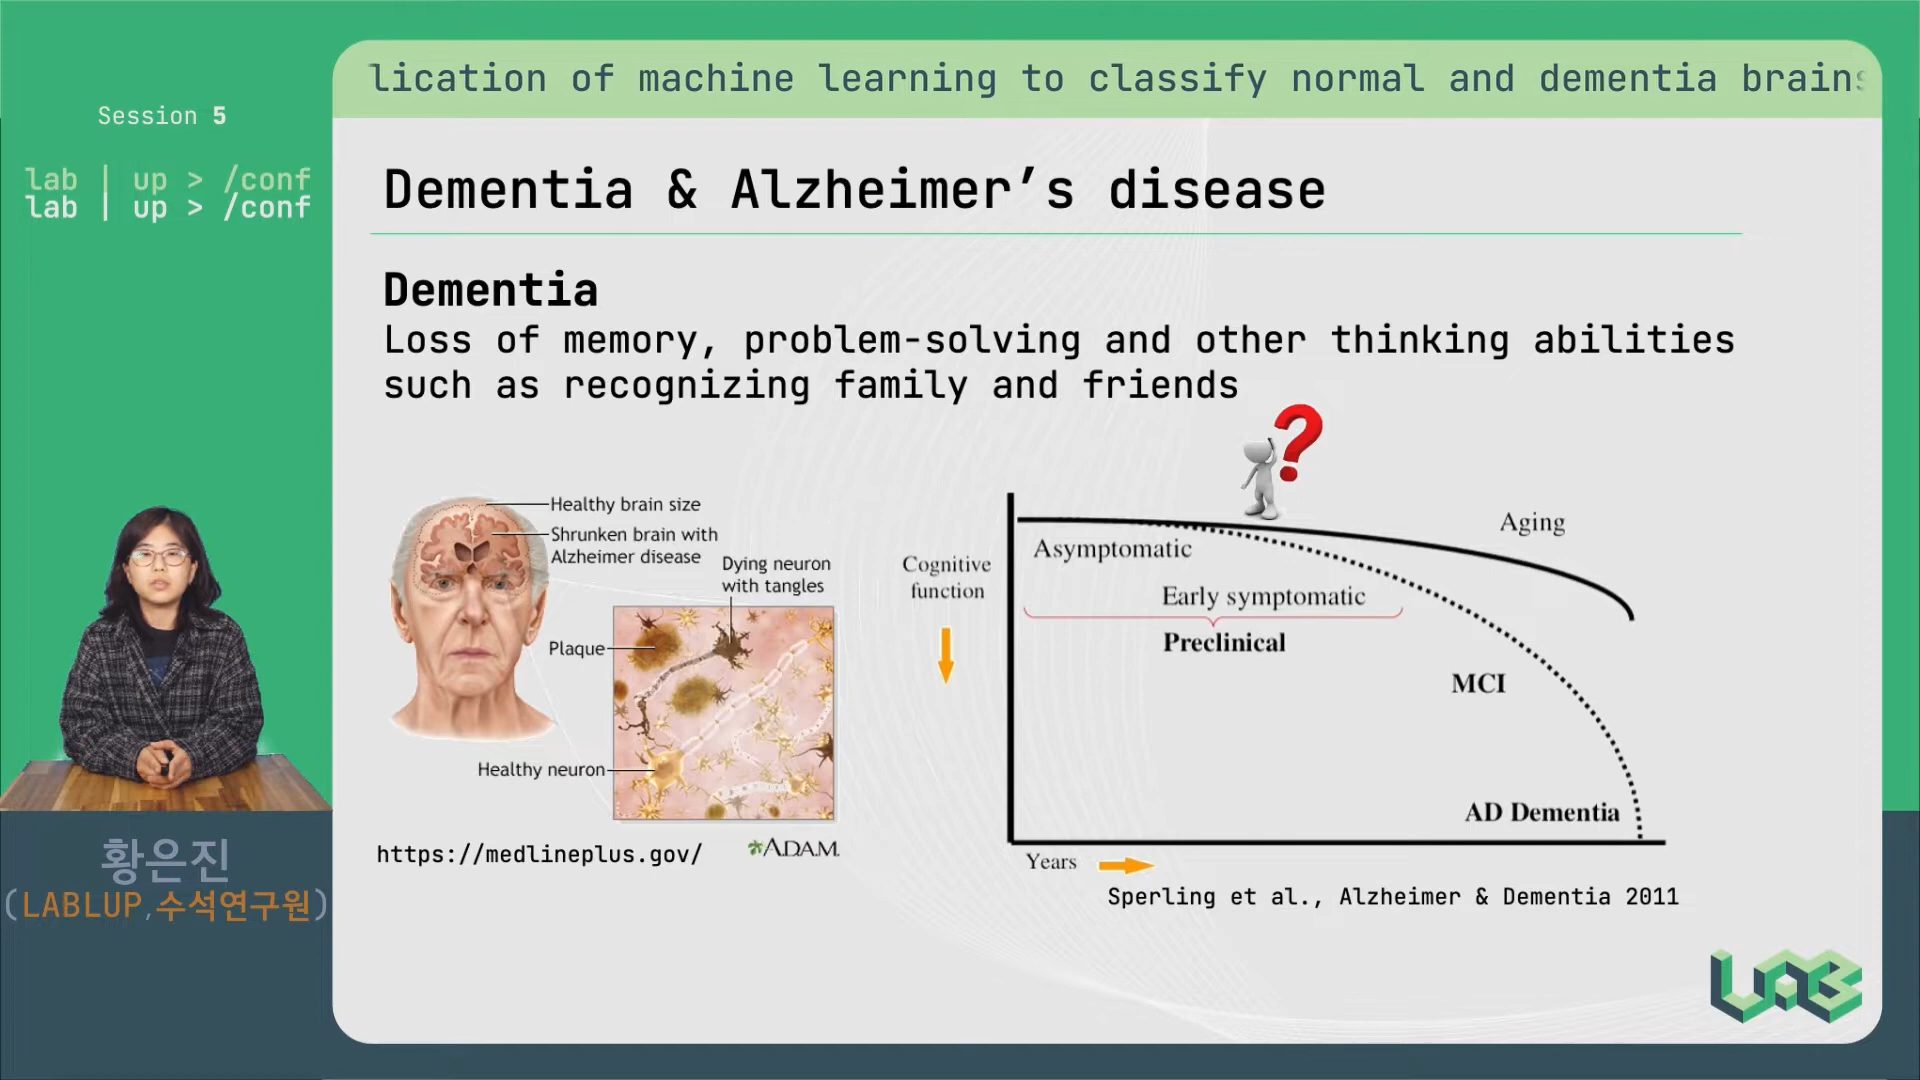 lication of machine learning to classify normal and dementia brains
Session 5
lab | up > /conf
lab | up > /conf
Dementia & Alzheimer’s disease
Dementia
Loss of memory, problem-solving and other thinking abilities
such as recognizing family and friends
Healthy brain size
Shrunken brain with
Alzheimer disease
Dying neuron
with tangles
Plaque
Healthy neuron
https://medlineplus.gov/
A.D.A.M.
?
Cognitive
function
Asymptomatic
Aging
Early symptomatic
Preclinical
MCI
AD Dementia
Years
Sperling et al., Alzheimer & Dementia 2011
황은진
(LABLUP,수석연구원)
LAB